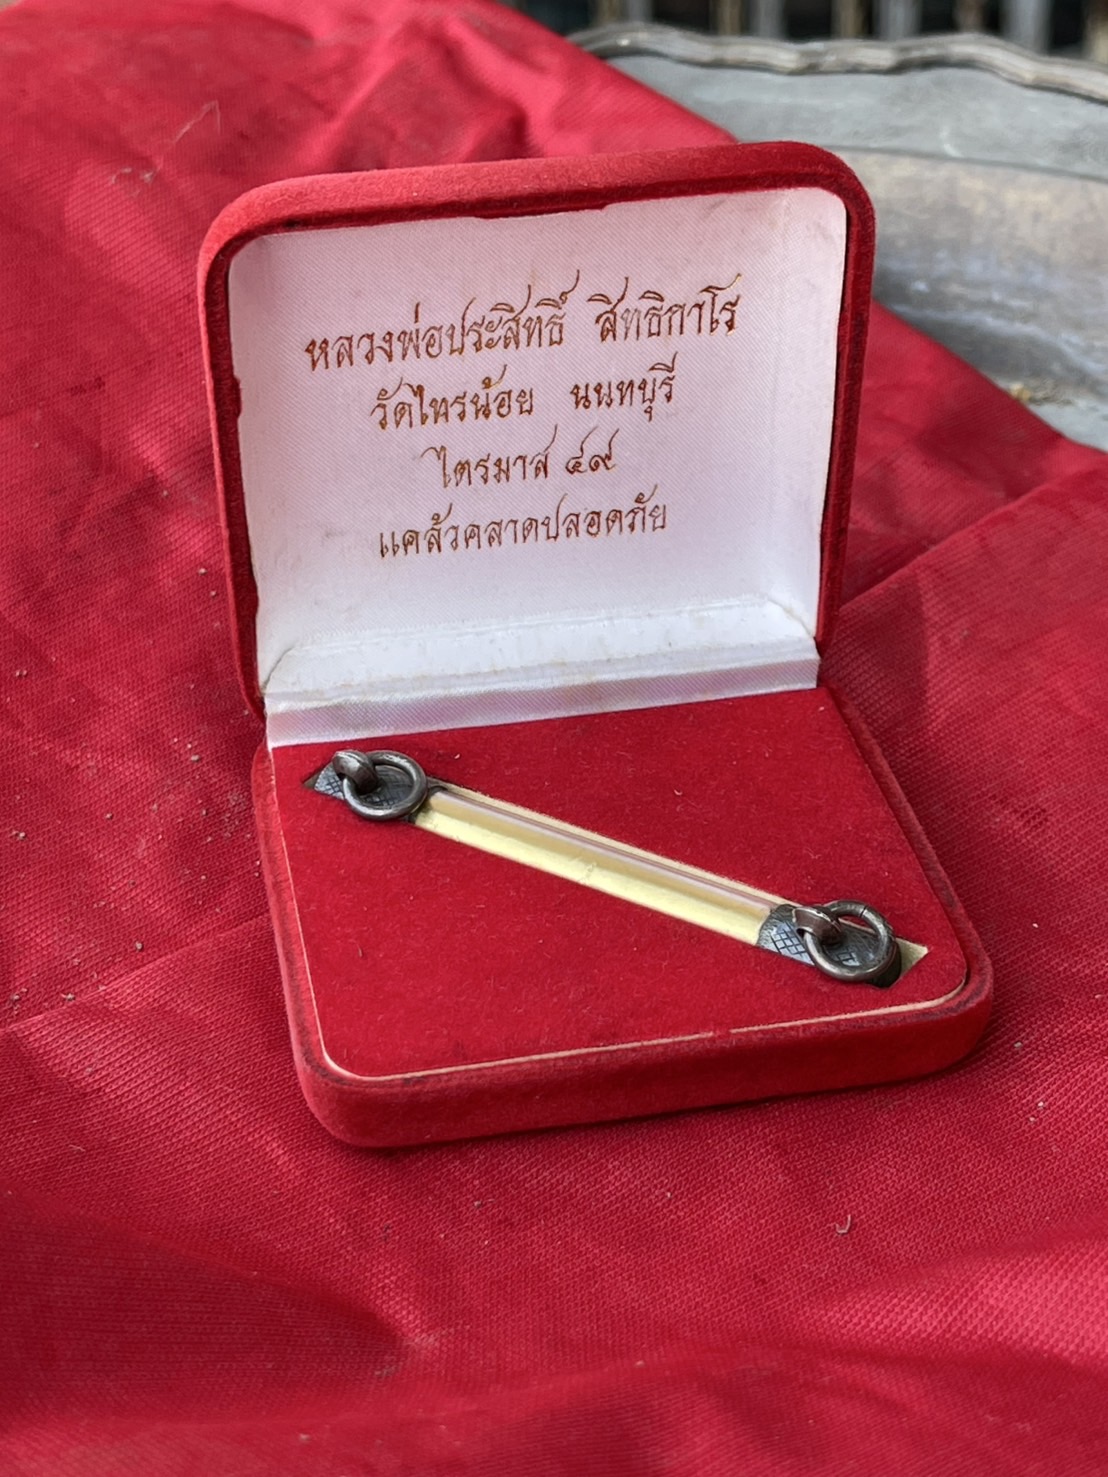 หลวงพ่อประสิทธิ์ สิทธิกาโร
วัดไทรน้อย นนทบุรี
ไตรมาส ๔๙
แคล้วคลาดปลอดภัย